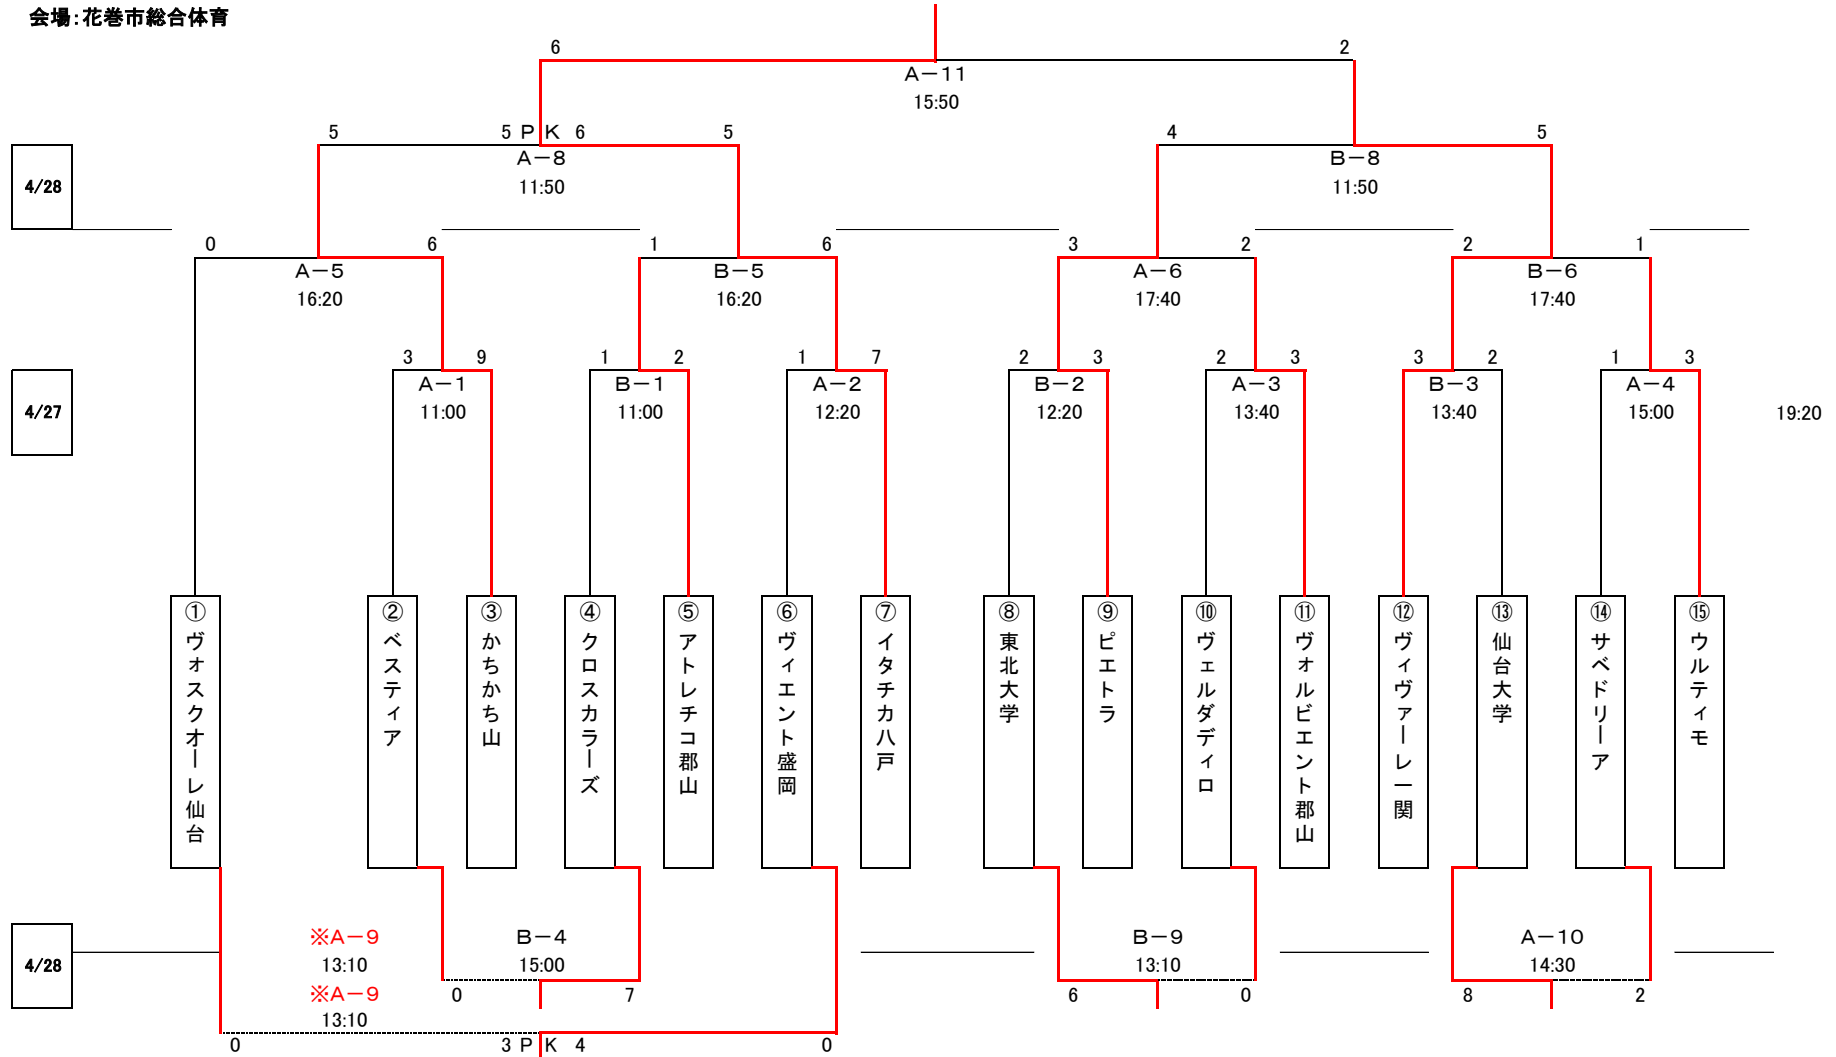 会場：花巻市総合体育
6 2
A－11
15:50
5 5 P K 6 5 4 5
4/28
A－8 B－8
11:50 11:50
0 6 1 6 3 2 2 1
A－5 B－5 A－6 B－6
16:20 16:20 17:40 17:40
3 9 1 2 1 7 2 3 2 3 3 2 1 3
4/27
A－1 B－1 A－2 B－2 A－3 B－3 A－4
11:00 11:00 12:20 12:20 13:40 13:40 15:00 19:20
①ヴォスクオーレ仙台
②ベスティア
③かちかち山
④クロスカラーズ
⑤アトレチコ郡山
⑥ヴィエント盛岡
⑦イタチカ八戸
⑧東北大学
⑨ピエトラ
⑩ヴェルダディロ
⑪ヴォルビエント郡山
⑫ヴィヴァーレ一関
⑬仙台大学
⑭サベドリーア
⑮ウルティモ
4/28
※A－9 B－4 B－9 A－10
13:10 15:00 13:10 14:30
※A－9 0 7 6 0 8 2
13:10
0 3 P K 4 0